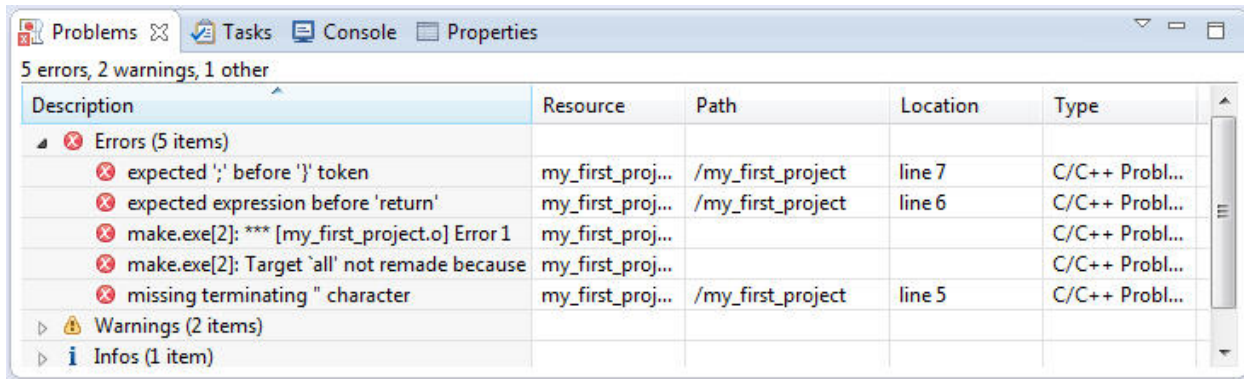 Problems Tasks Console Properties
5 errors, 2 warnings, 1 other
Description Resource Path Location Type
Errors (5 items)
expected ';' before '}' token my_first_proj... /my_first_project line 7 C/C++ Probl...
expected expression before 'return' my_first_proj... /my_first_project line 6 C/C++ Probl...
make.exe[2]: *** [my_first_project.o] Error 1 my_first_proj... C/C++ Probl...
make.exe[2]: Target `all' not remade because my_first_proj... C/C++ Probl...
missing terminating " character my_first_proj... /my_first_project line 5 C/C++ Probl...
Warnings (2 items)
Infos (1 item)